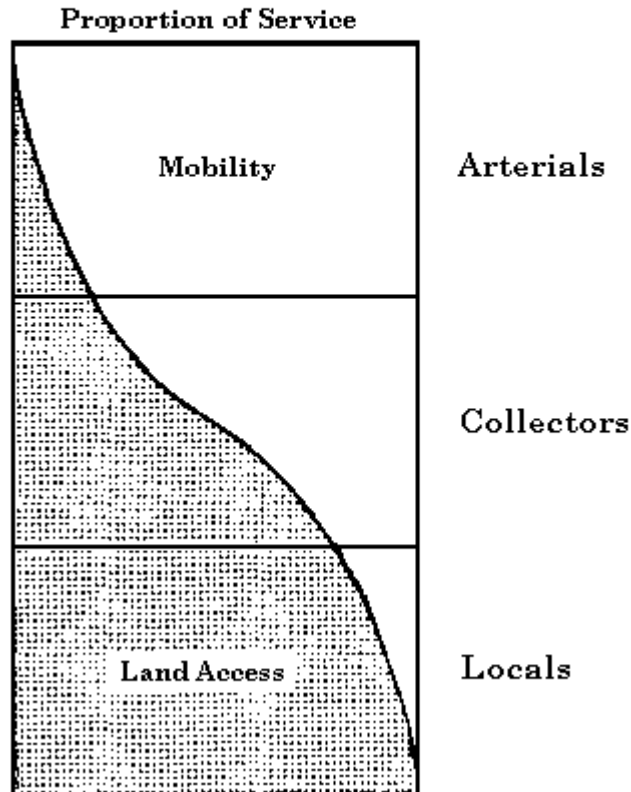 Proportion of Service
Mobility
Arterials
Collectors
Land Access
Locals